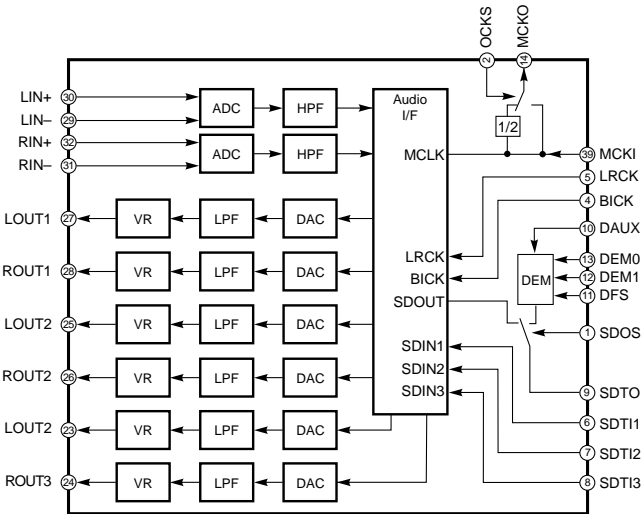 OCKS
MCKO
2
14
LIN+ 30
LIN– 29
RIN+ 32
RIN– 31
ADC HPF
ADC HPF
Audio
I/F
1/2
MCLK
39 MCKI
5 LRCK
4 BICK
10 DAUX
13 DEM0
12 DEM1
11 DFS
DEM
1 SDOS
9 SDTO
6 SDTI1
7 SDTI2
8 SDTI3
LRCK
BICK
SDOUT
SDIN1
SDIN2
SDIN3
LOUT1 27 VR LPF DAC
ROUT1 28 VR LPF DAC
LOUT2 25 VR LPF DAC
ROUT2 26 VR LPF DAC
LOUT2 23 VR LPF DAC
ROUT3 24 VR LPF DAC